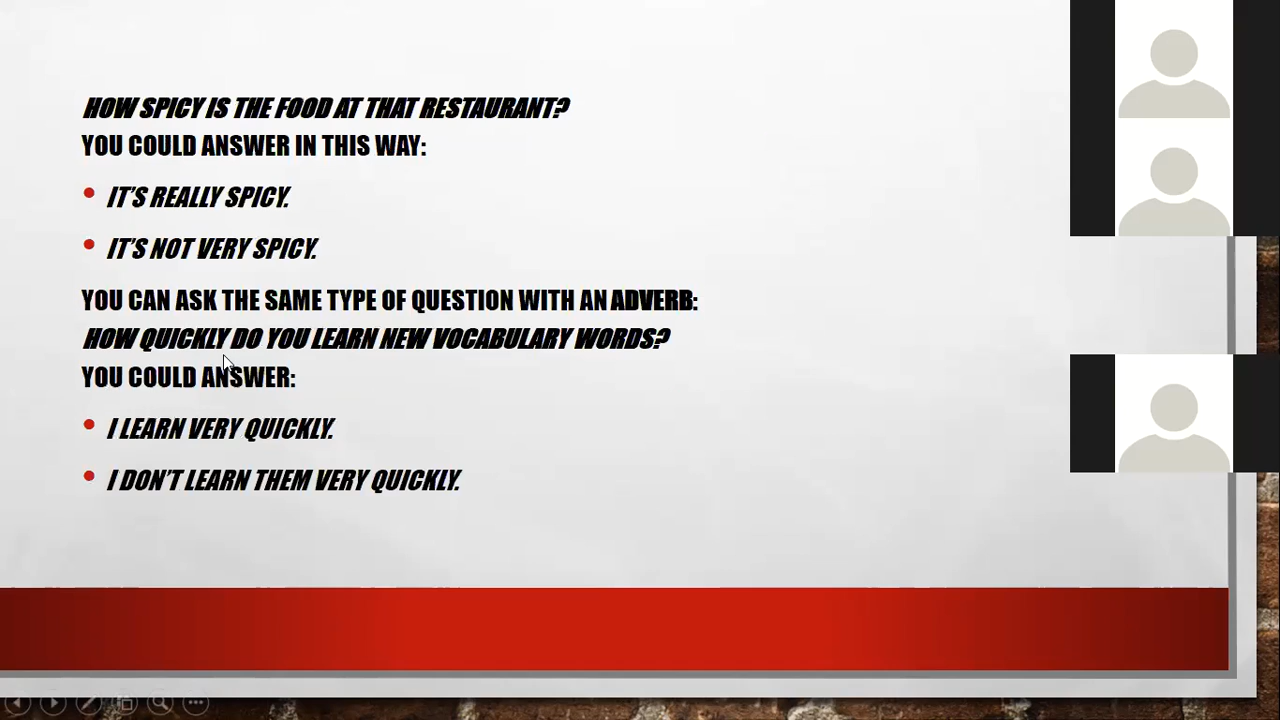 HOW SPICY IS THE FOOD AT THAT RESTAURANT?
YOU COULD ANSWER IN THIS WAY:
• IT'S REALLY SPICY.
• IT'S NOT VERY SPICY.
YOU CAN ASK THE SAME TYPE OF QUESTION WITH AN ADVERB:
HOW QUICKLY DO YOU LEARN NEW VOCABULARY WORDS?
YOU COULD ANSWER:
• I LEARN VERY QUICKLY.
• I DON'T LEARN THEM VERY QUICKLY.